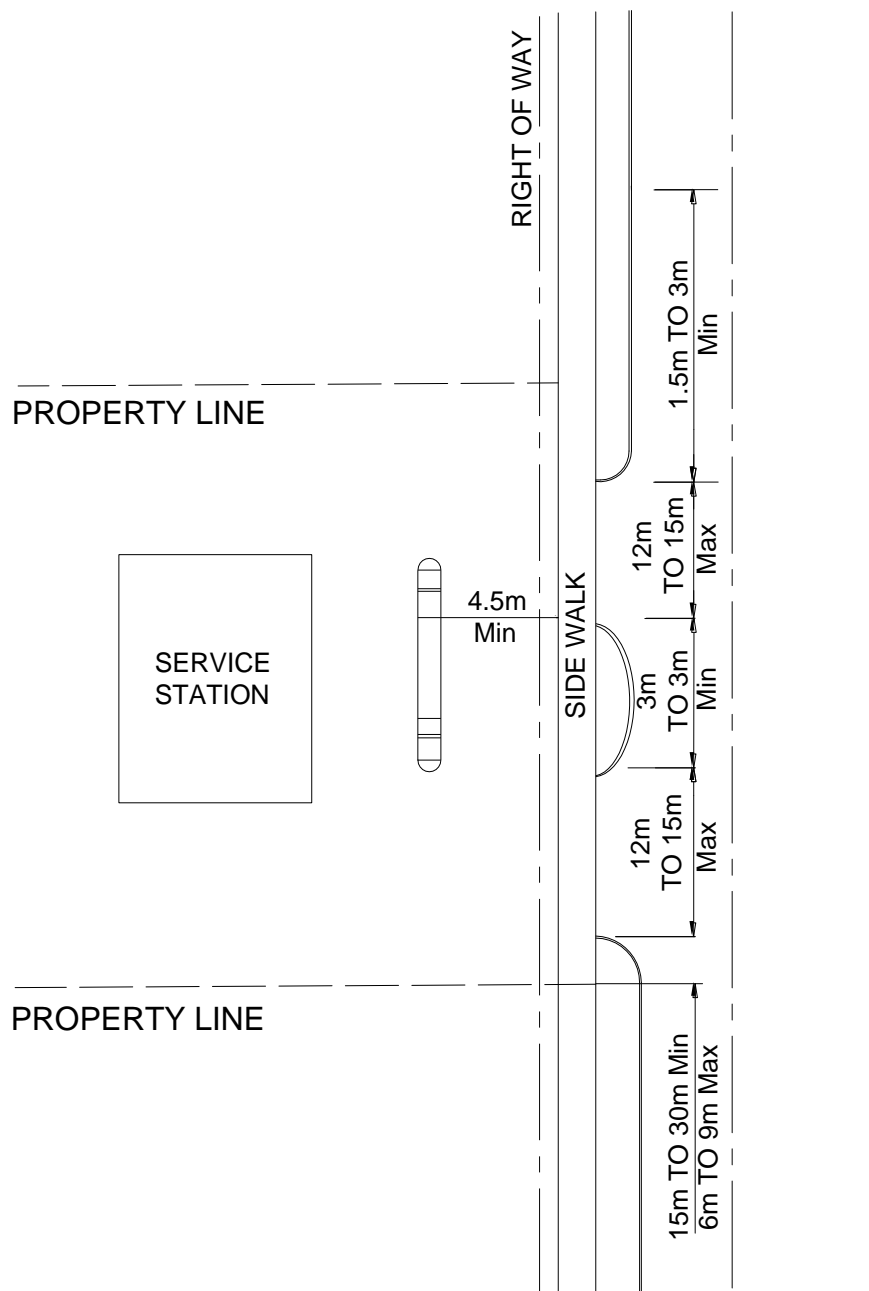 RIGHT OF WAY
1.5m TO 3m
Min
PROPERTY LINE
12m
TO 15m
Max
4.5m
Min
SIDE WALK
SERVICE
STATION
3m
TO 3m
Min
12m
TO 15m
Max
PROPERTY LINE
15m TO 30m Min
6m TO 9m Max